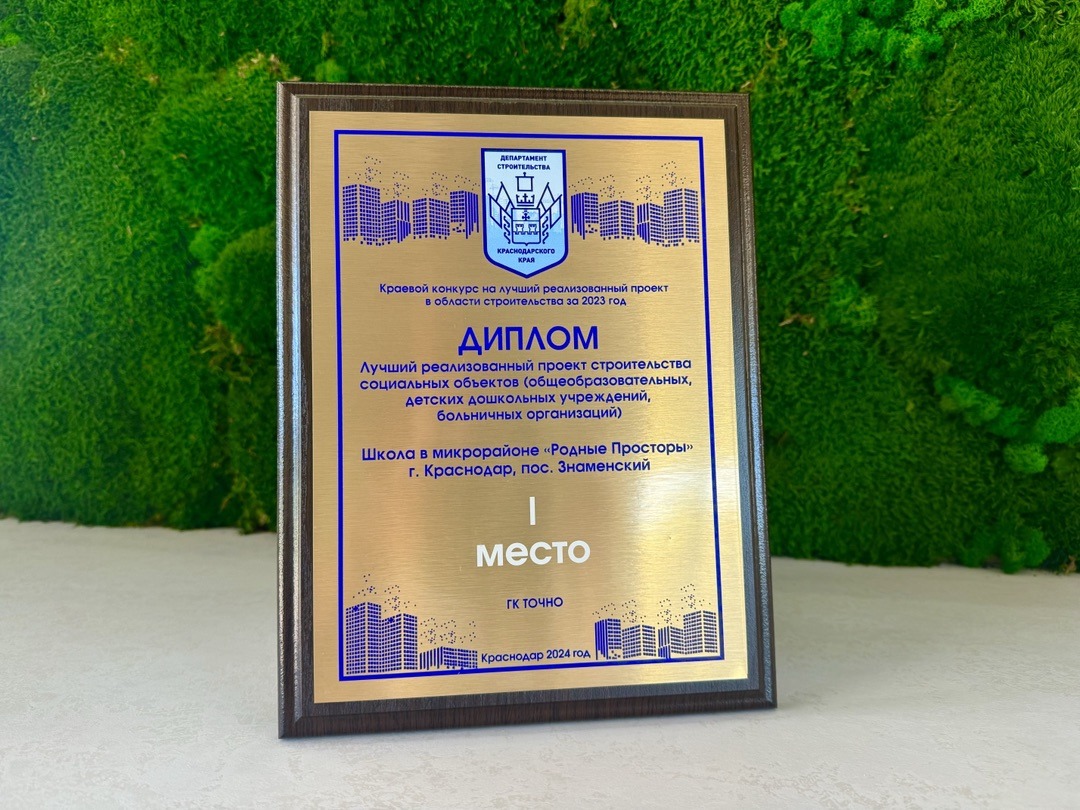 ДЕПАРТАМЕНТ
СТРОИТЕЛЬСТВА
КРАСНОДАРСКОГО
КРАЯ
Краевой конкурс на лучший реализованный проект
в области строительства за 2023 год
ДИПЛОМ
Лучший реализованный проект строительства
социальных объектов (общеобразовательных,
детских дошкольных учреждений,
больничных организаций)
Школа в микрорайоне «Родные Просторы»
г. Краснодар, пос. Знаменский
I
место
ГК ТОЧНО
Краснодар 2024 год